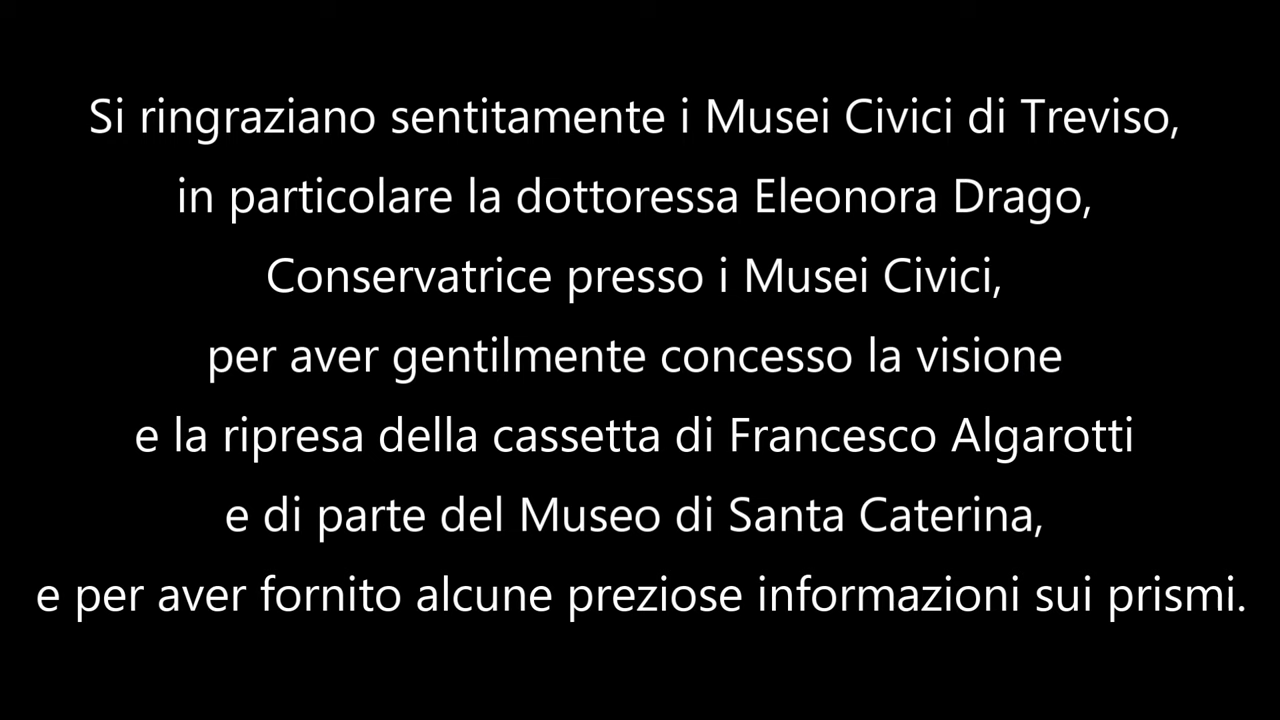 Si ringraziano sentitamente i Musei Civici di Treviso,
in particolare la dottoressa Eleonora Drago,
Conservatrice presso i Musei Civici,
per aver gentilmente concesso la visione
e la ripresa della cassetta di Francesco Algarotti
e di parte del Museo di Santa Caterina,
e per aver fornito alcune preziose informazioni sui prismi.